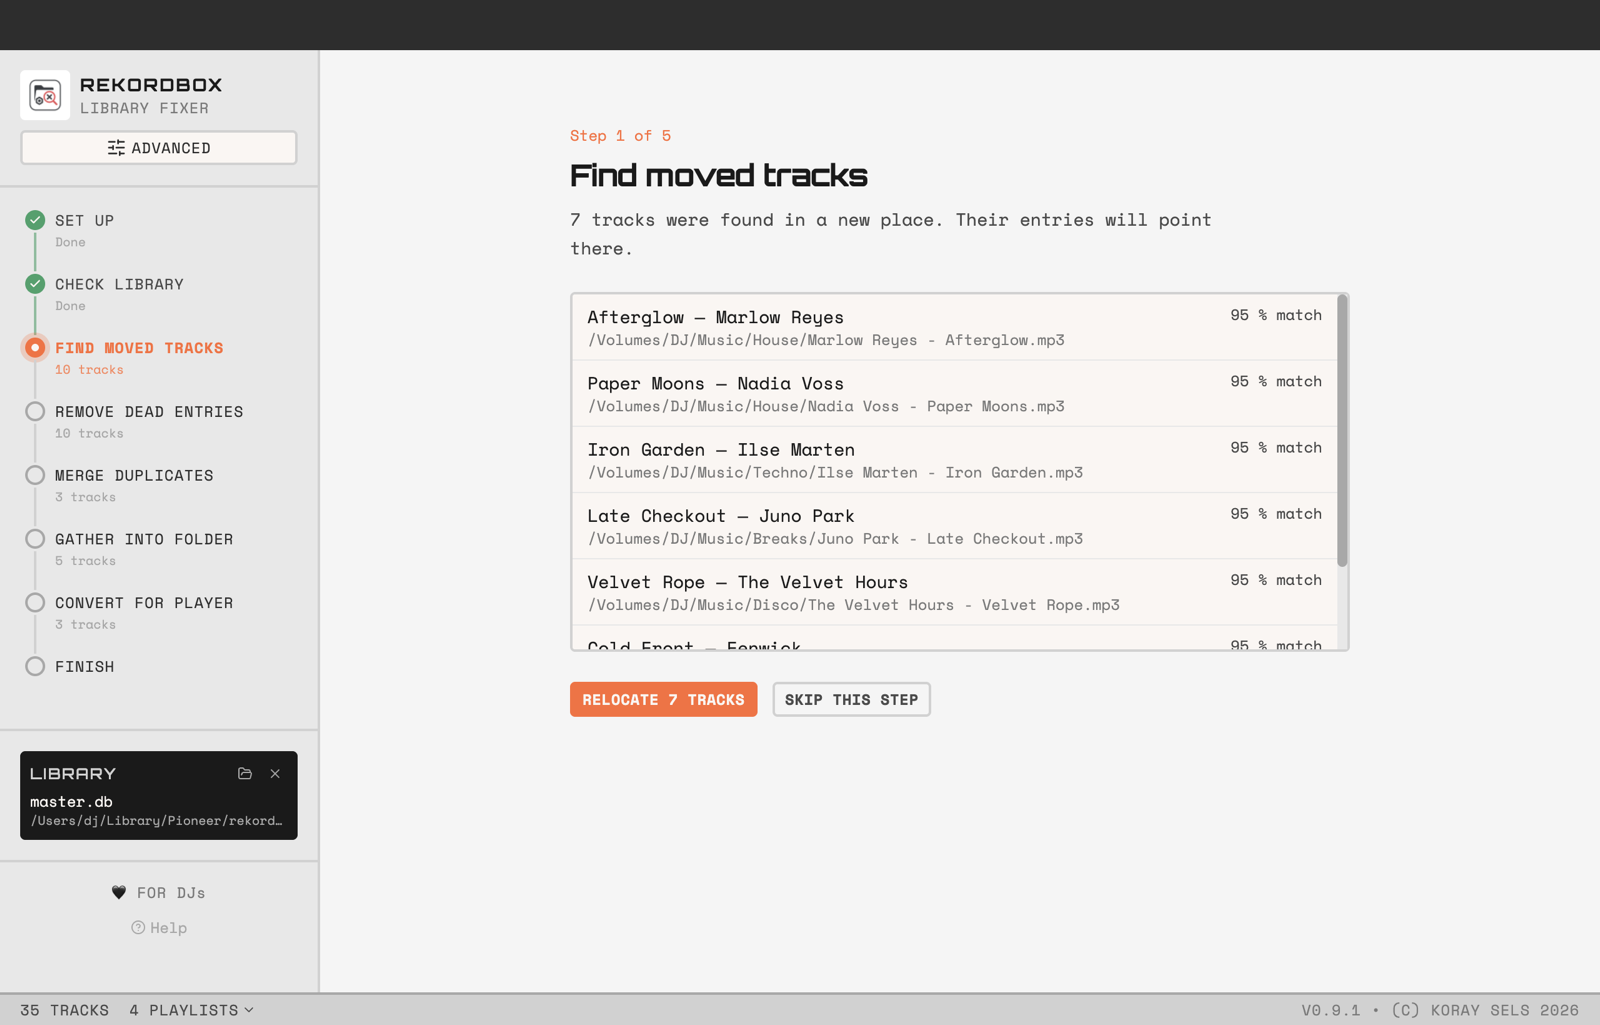 REKORDBOX
LIBRARY FIXER
ADVANCED
SET UP
Done
CHECK LIBRARY
Done
FIND MOVED TRACKS
10 tracks
REMOVE DEAD ENTRIES
10 tracks
MERGE DUPLICATES
3 tracks
GATHER INTO FOLDER
5 tracks
CONVERT FOR PLAYER
3 tracks
FINISH
LIBRARY
master.db
/Users/dj/Library/Pioneer/rekord…
FOR DJs
Help
Step 1 of 5
Find moved tracks
7 tracks were found in a new place. Their entries will point
there.
Afterglow — Marlow Reyes
95 % match
/Volumes/DJ/Music/House/Marlow Reyes - Afterglow.mp3
Paper Moons — Nadia Voss
95 % match
/Volumes/DJ/Music/House/Nadia Voss - Paper Moons.mp3
Iron Garden — Ilse Marten
95 % match
/Volumes/DJ/Music/Techno/Ilse Marten - Iron Garden.mp3
Late Checkout — Juno Park
95 % match
/Volumes/DJ/Music/Breaks/Juno Park - Late Checkout.mp3
Velvet Rope — The Velvet Hours
95 % match
/Volumes/DJ/Music/Disco/The Velvet Hours - Velvet Rope.mp3
Cold Front — Fenwick
95 % match
RELOCATE 7 TRACKS
SKIP THIS STEP
35 TRACKS
4 PLAYLISTS
V0.9.1 • (C) KORAY SELS 2026